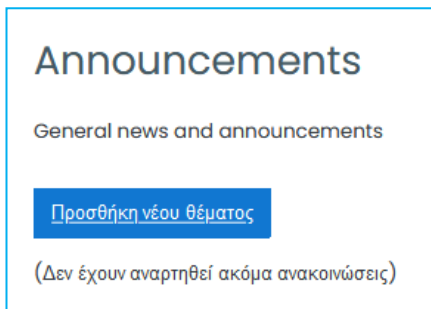 Announcements
General news and announcements
Προσθήκη νέου θέματος
(Δεν έχουν αναρτηθεί ακόμα ανακοινώσεις)